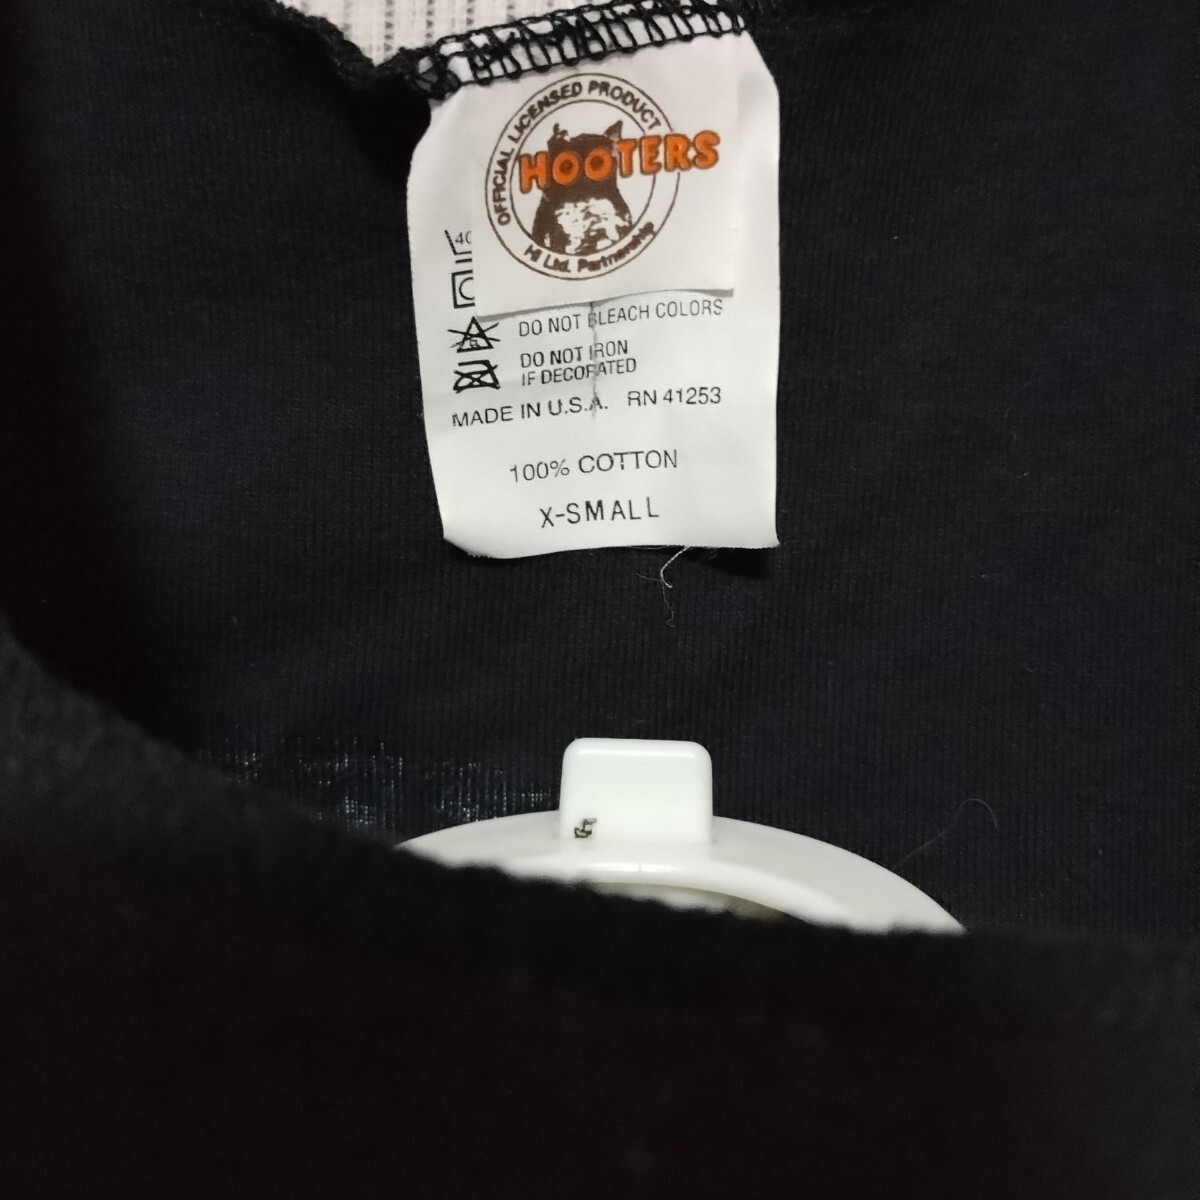 OFFICIAL LICENSED PRODUCT
HOOTERS
HI Ltd. Partnership
40
DO NOT BLEACH COLORS
DO NOT IRON
IF DECORATED
MADE IN U.S.A. RN 41253
100% COTTON
X-SMALL